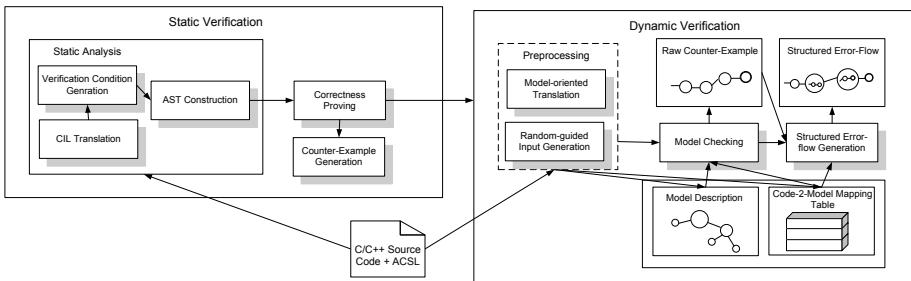 Static Verification
Static Analysis
Verification Condition
Genration
AST Construction
CIL Translation
Correctness
Proving
Counter-Example
Generation
C/C++ Source
Code + ACSL
Dynamic Verification
Preprocessing
Model-oriented
Translation
Random-guided
Input Generation
Raw Counter-Example
Structured Error-Flow
Model Checking
Structured Error-
flow Generation
Model Description
Code-2-Model Mapping
Table